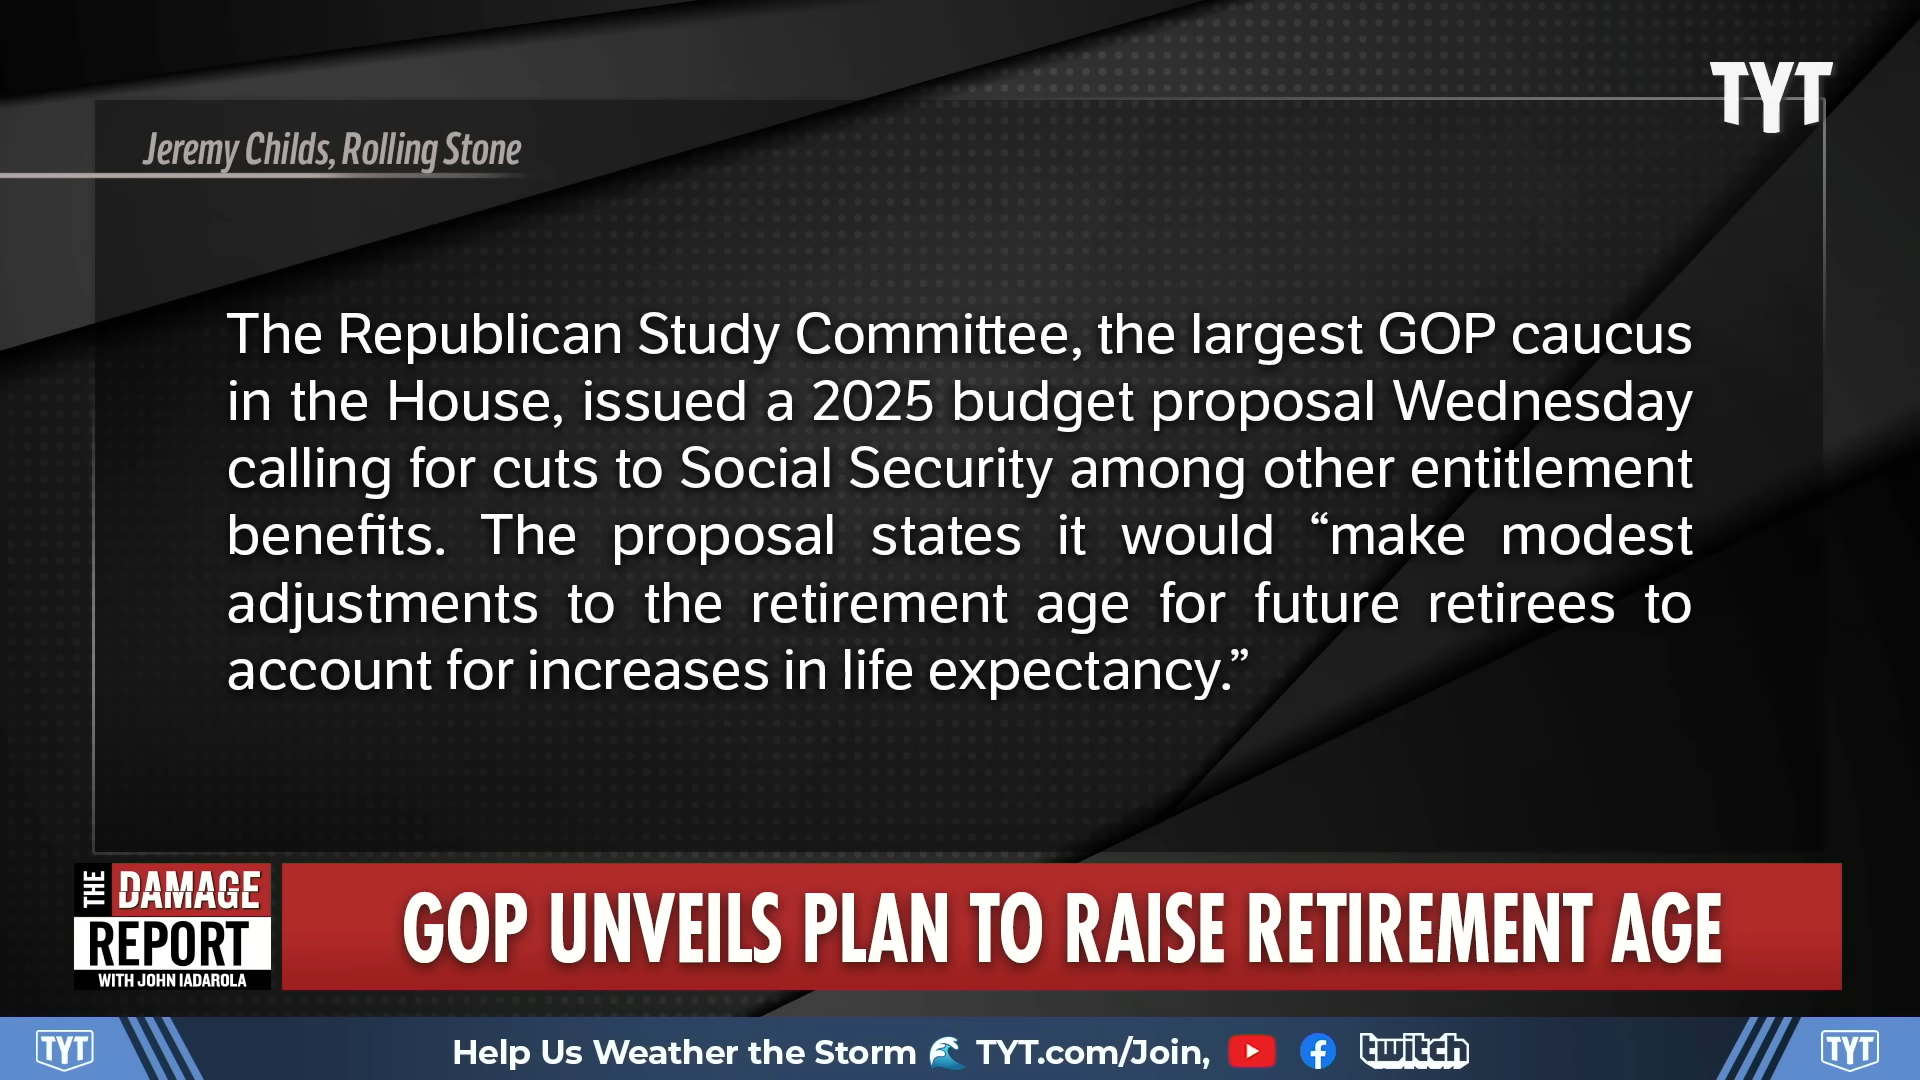 TYT
Jeremy Childs, Rolling Stone
The Republican Study Committee, the largest GOP caucus
in the House, issued a 2025 budget proposal Wednesday
calling for cuts to Social Security among other entitlement
benefits. The proposal states it would “make modest
adjustments to the retirement age for future retirees to
account for increases in life expectancy.”
THE DAMAGE
REPORT
WITH JOHN IADAROLA
GOP UNVEILS PLAN TO RAISE RETIREMENT AGE
TYT
Help Us Weather the Storm 🌊 TYT.com/Join,
twitch
TYT